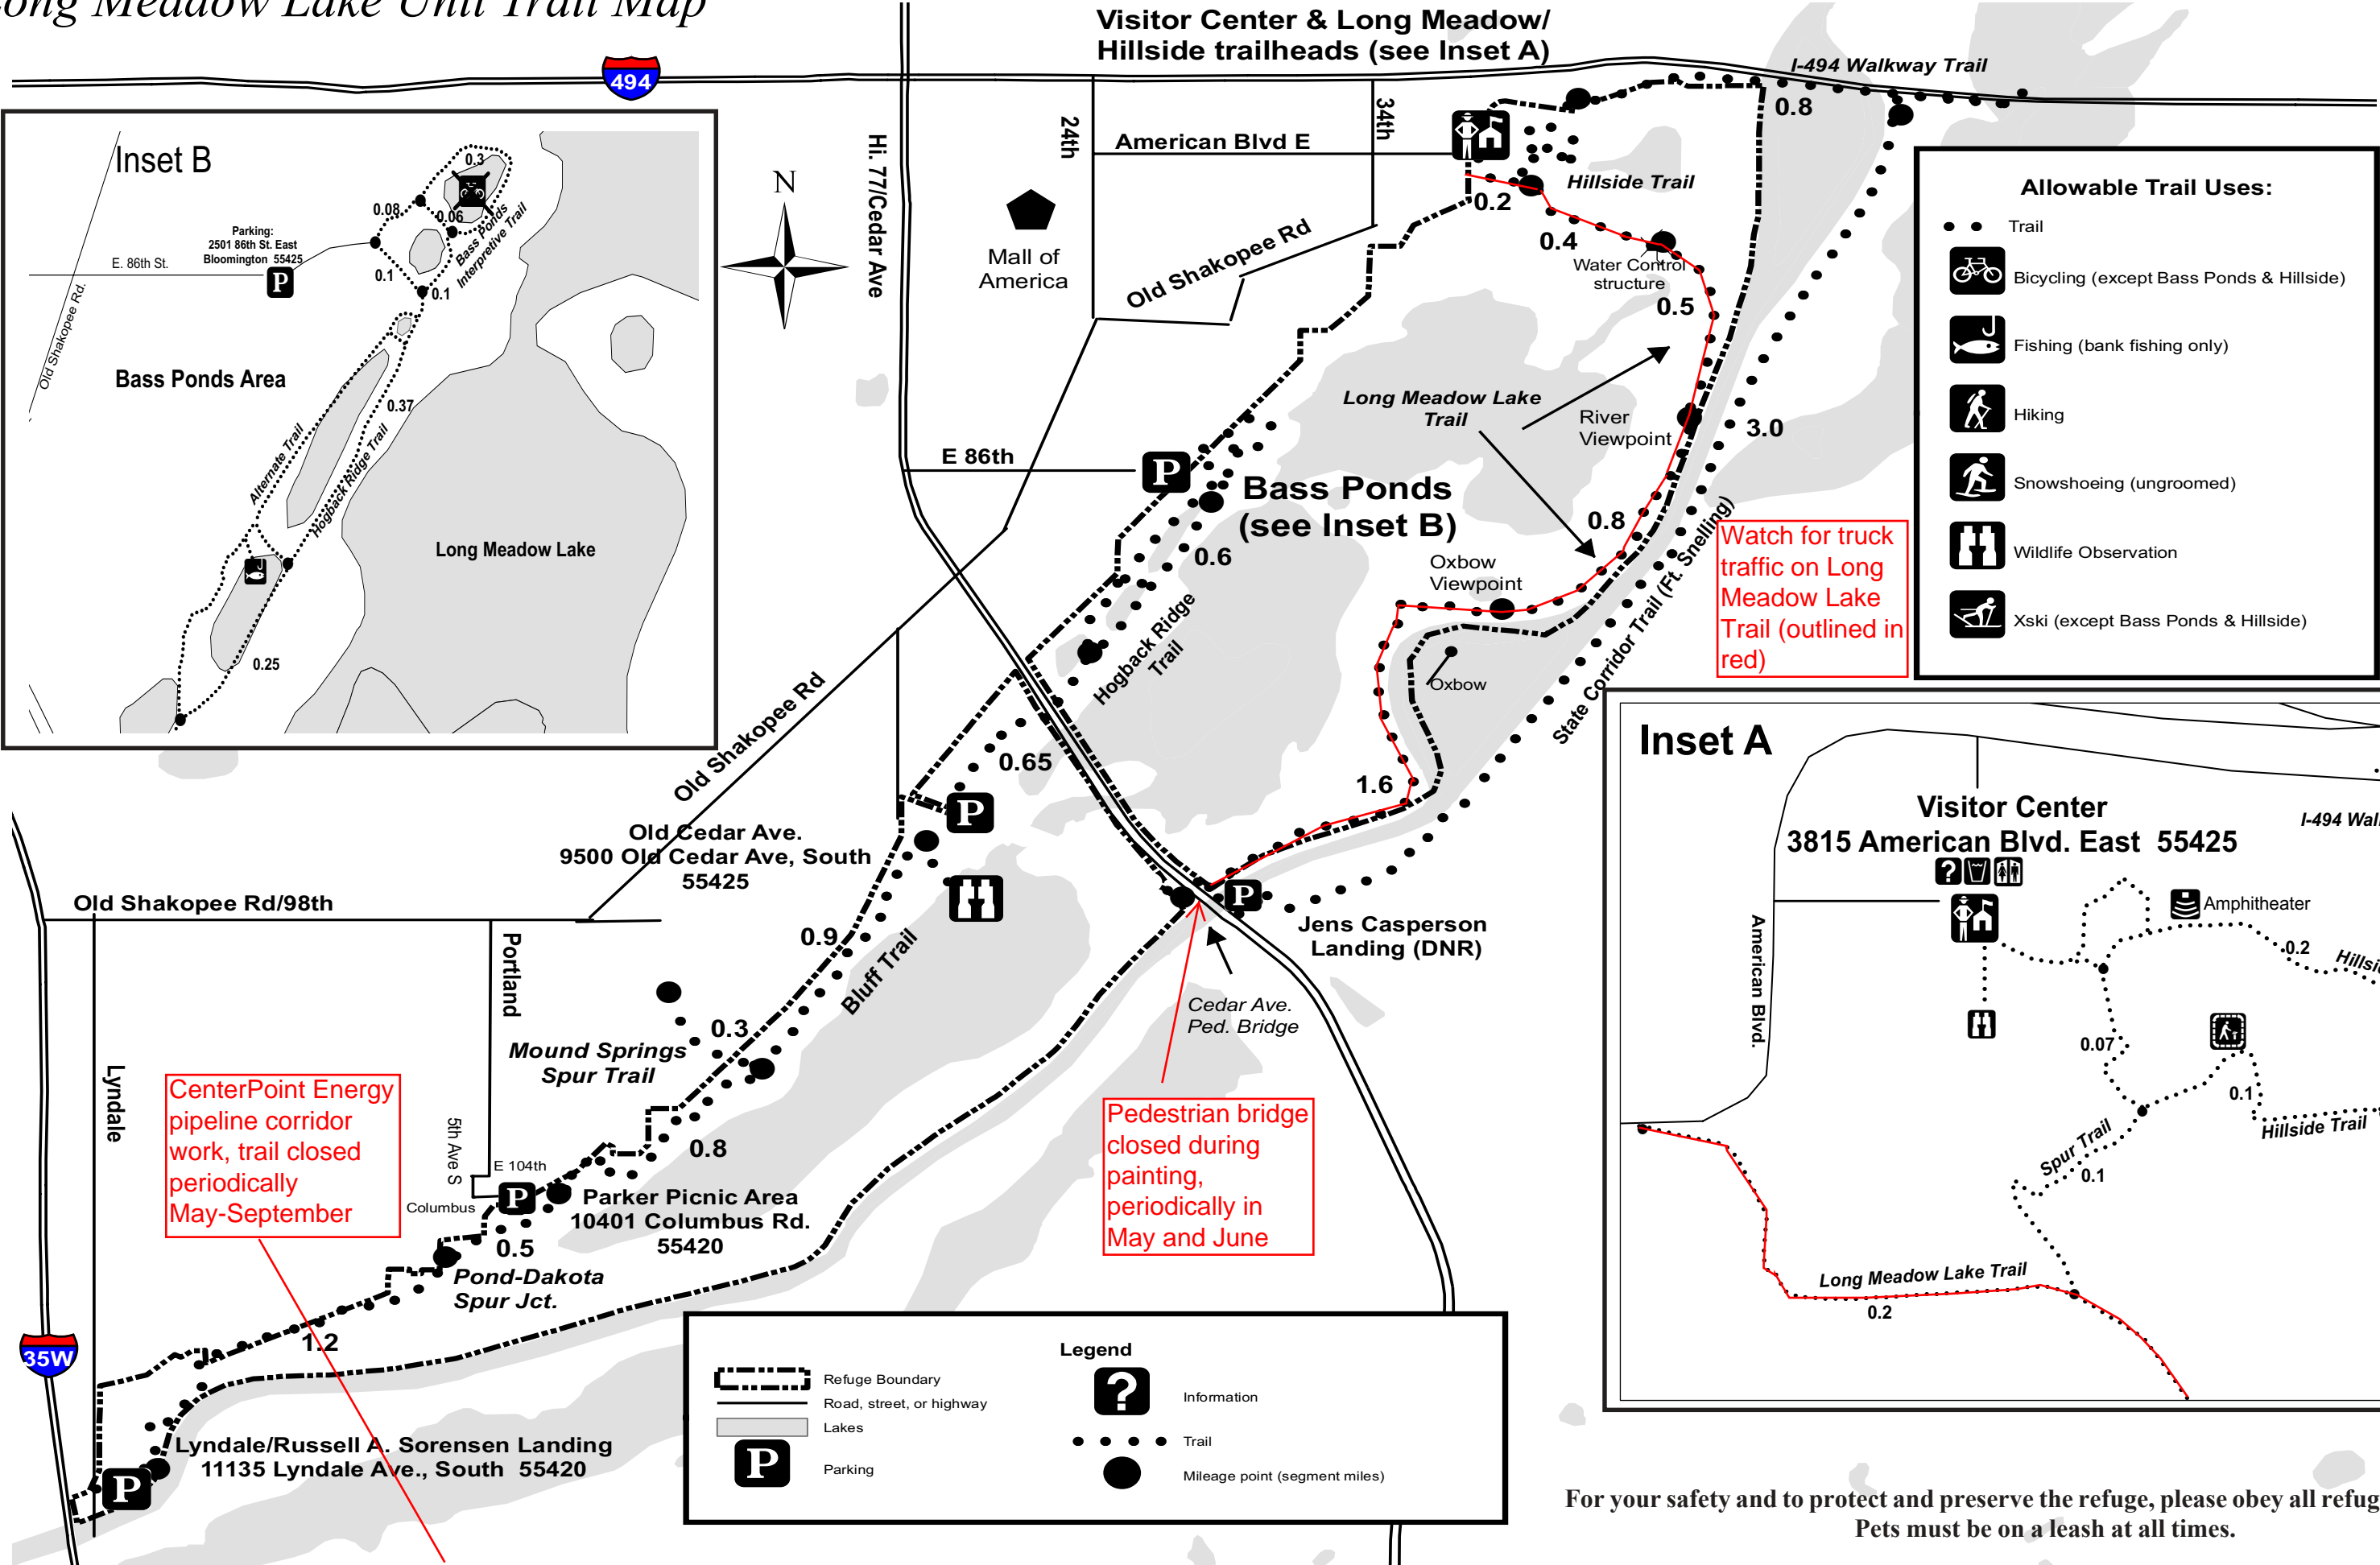 Long Meadow Lake Unit Trail Map
Visitor Center & Long Meadow/
Hillside trailheads (see Inset A)
494
I-494 Walkway Trail
0.8
Inset B
0.3
0.08
0.06
Bass Ponds
Interpretive Trail
Parking:
2501 86th St. East
Bloomington 55425
E. 86th St.
P
0.1
0.1
Old Shakopee Rd.
Bass Ponds Area
0.37
Alternate Trail
Hogback Ridge Trail
Long Meadow Lake
0.25
N
Hi. 77/Cedar Ave
24th
34th
American Blvd E
Mall of
America
Old Shakopee Rd
Hillside Trail
0.2
0.4
Water Control
structure
0.5
Long Meadow Lake
Trail
River
Viewpoint
3.0
E 86th
P
Bass Ponds
(see Inset B)
0.6
0.8
Oxbow
Viewpoint
Oxbow
State Corridor Trail (Ft. Snelling)
Hogback Ridge
Trail
Watch for truck
traffic on Long
Meadow Lake
Trail (outlined in
red)
Allowable Trail Uses:
Trail
Bicycling (except Bass Ponds & Hillside)
Fishing (bank fishing only)
Hiking
Snowshoeing (ungroomed)
Wildlife Observation
Xski (except Bass Ponds & Hillside)
Old Shakopee Rd
0.65
1.6
P
Old Cedar Ave.
9500 Old Cedar Ave, South
55425
Old Shakopee Rd/98th
P
Jens Casperson
Landing (DNR)
Cedar Ave.
Ped. Bridge
0.9
Bluff Trail
Portland
0.3
Mound Springs
Spur Trail
Lyndale
CenterPoint Energy
pipeline corridor
work, trail closed
periodically
May-September
5th Ave S
E 104th
Columbus
P
0.8
Parker Picnic Area
10401 Columbus Rd.
55420
0.5
Pond-Dakota
Spur Jct.
Pedestrian bridge
closed during
painting,
periodically in
May and June
1.2
35W
Lyndale/Russell A. Sorensen Landing
11135 Lyndale Ave., South 55420
P
Legend
Refuge Boundary
Road, street, or highway
Lakes
P
Parking
?
Information
Trail
Mileage point (segment miles)
Inset A
Visitor Center
3815 American Blvd. East 55425
I-494 Wal
?
Amphitheater
American Blvd.
0.2
Hillsi
0.07
0.1
Hillside Trail
Spur Trail
0.1
Long Meadow Lake Trail
0.2
For your safety and to protect and preserve the refuge, please obey all refug
Pets must be on a leash at all times.